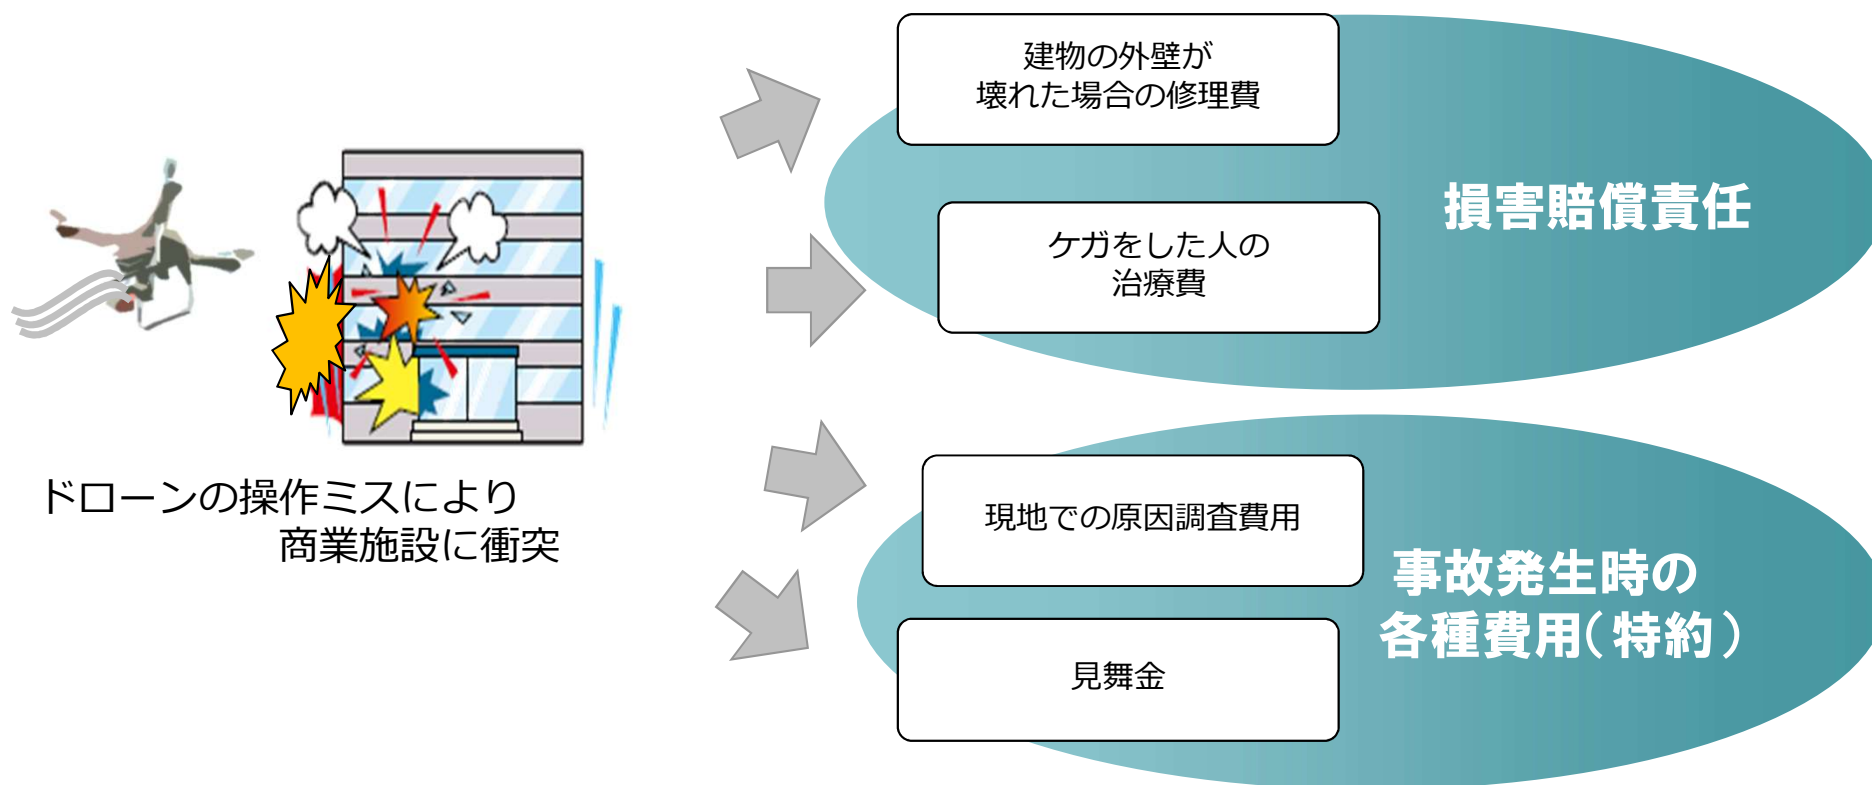 ドローンの操作ミスにより
商業施設に衝突
建物の外壁が
壊れた場合の修理費
ケガをした人の
治療費
損害賠償責任
現地での原因調査費用
見舞金
事故発生時の
各種費用(特約)